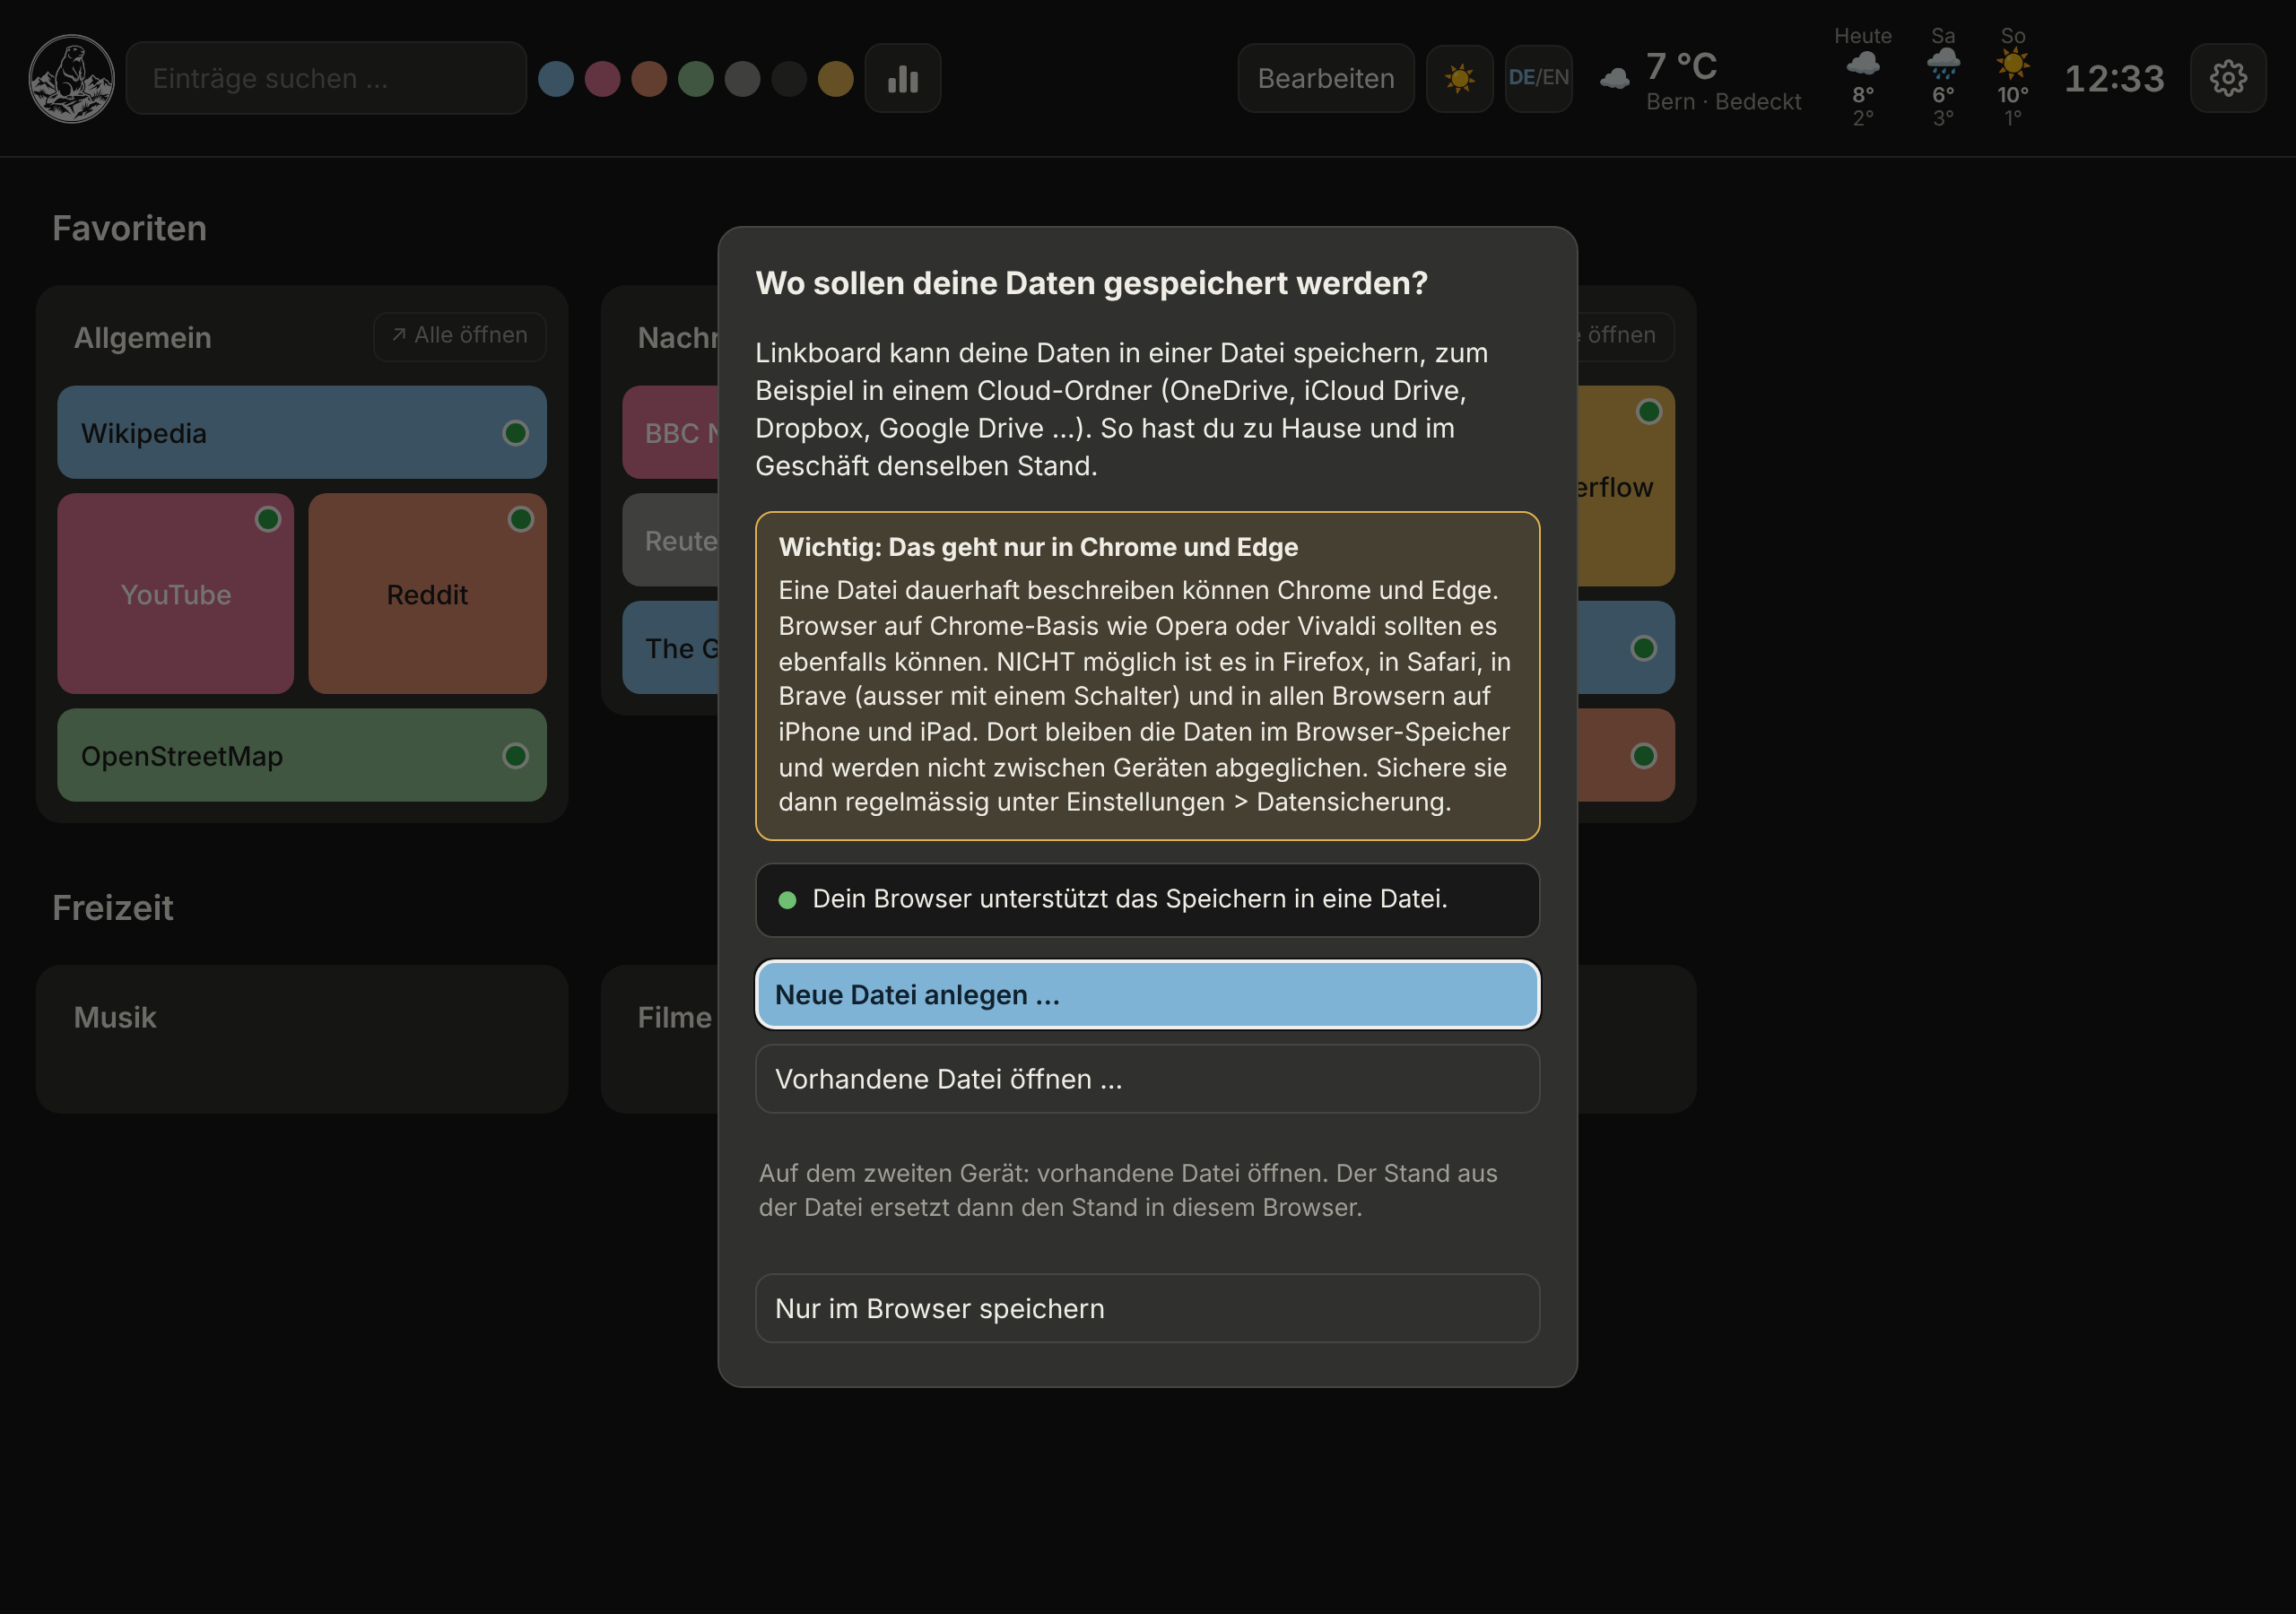 Einträge suchen ...
Bearbeiten
DE/EN
7 °C
Bern · Bedeckt
Heute
8°
2°
Sa
6°
3°
So
10°
1°
12:33
Favoriten
Allgemein
Alle öffnen
Wikipedia
YouTube
Reddit
OpenStreetMap
BBC
The
öffnen
Wo sollen deine Daten gespeichert werden?
Linkboard kann deine Daten in einer Datei speichern, zum
Beispiel in einem Cloud-Ordner (OneDrive, iCloud Drive,
Dropbox, Google Drive ...). So hast du zu Hause und im
Geschäft denselben Stand.
Wichtig: Das geht nur in Chrome und Edge
Eine Datei dauerhaft beschreiben können Chrome und Edge.
Browser auf Chrome-Basis wie Opera oder Vivaldi sollten es
ebenfalls können. NICHT möglich ist es in Firefox, in Safari, in
Brave (ausser mit einem Schalter) und in allen Browsern auf
iPhone und iPad. Dort bleiben die Daten im Browser-Speicher
und werden nicht zwischen Geräten abgeglichen. Sichere sie
dann regelmässig unter Einstellungen > Datensicherung.
Dein Browser unterstützt das Speichern in eine Datei.
Neue Datei anlegen ...
Vorhandene Datei öffnen ...
Auf dem zweiten Gerät: vorhandene Datei öffnen. Der Stand aus
der Datei ersetzt dann den Stand in diesem Browser.
Nur im Browser speichern
Freizeit
Musik
Filme